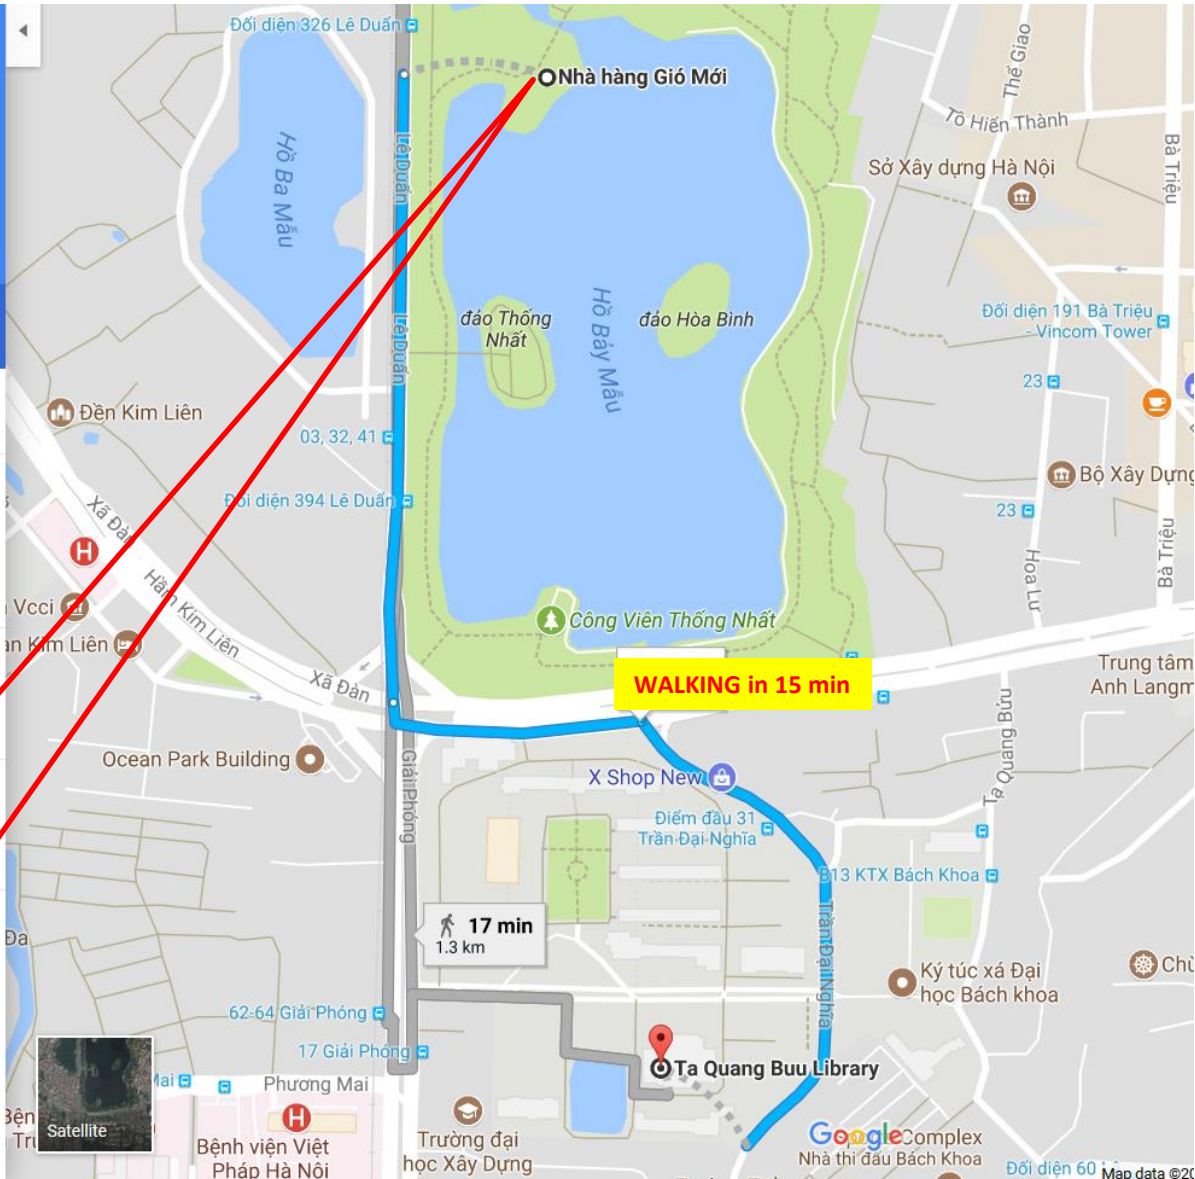 Đối diện 326 Lê Duẩn
Nhà hàng Gió Mới
Thể Giao
Tô Hiến Thành
Bà Triệu
Hồ Ba Mẫu
Lê Duẩn
Sở Xây dựng Hà Nội
đảo Thống
Nhất
Hồ Bảy Mẫu
đảo Hòa Bình
Đối diện 191 Bà Triệu
- Vincom Tower
Lê Duẩn
23
Đền Kim Liên
03, 32, 41
Bộ Xây Dựng
Đối diện 394 Lê Duẩn
23
Xã Đàn
Hoa Lư
Bà Triệu
Hầm Kim Liên
Vcci
Công Viên Thống Nhất
an Kim Liên
Xã Đàn
Trung tâm
Anh Langm
WALKING in 15 min
Tạ Quang Bửu
Ocean Park Building
Giải Phóng
X Shop New
Điểm đầu 31
Trần Đại Nghĩa
B13 KTX Bách Khoa
17 min
1.3 km
Đa
Trần Đại Nghĩa
Ký túc xá Đại
học Bách khoa
Chù
62-64 Giải Phóng
17 Giải Phóng
Ta Quang Buu Library
Mai
Phương Mai
Satellite
Bệnh viện Việt
Pháp Hà Nội
Trường đại
học Xây Dựng
Google
Complex
Nhà thi đấu Bách Khoa
Đối diện 60
Map data ©20